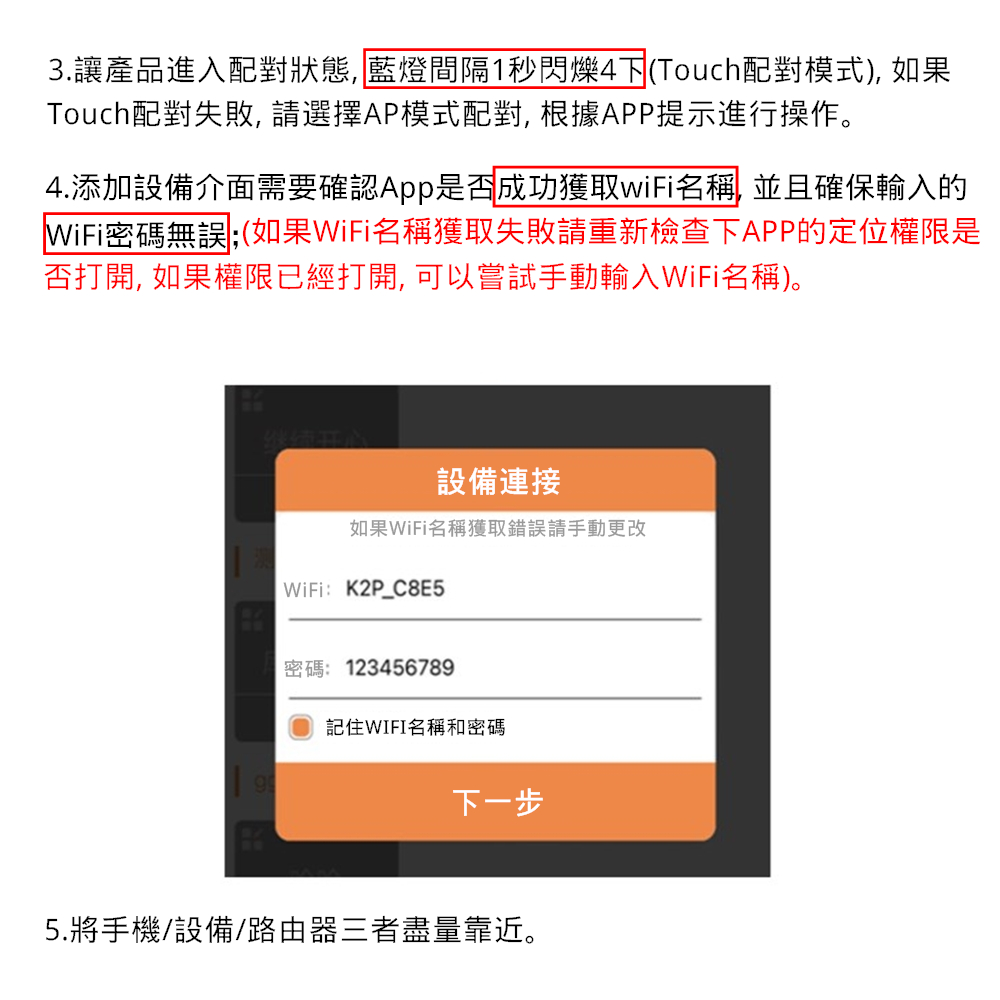 3.讓產品進入配對狀態, 藍燈間隔1秒閃爍4下(Touch配對模式), 如果
Touch配對失敗, 請選擇AP模式配對, 根據APP提示進行操作。
4.添加設備介面需要確認App是否成功獲取wiFi名稱, 並且確保輸入的
WiFi密碼無誤;(如果WiFi名稱獲取失敗請重新檢查下APP的定位權限是
否打開, 如果權限已經打開, 可以嘗試手動輸入WiFi名稱)。
继续开心
設備連接
如果WiFi名稱獲取錯誤請手動更改
测
WiFi: K2P_C8E5
密碼: 123456789
記住WIFI名稱和密碼
下一步
5.將手機/設備/路由器三者盡量靠近。